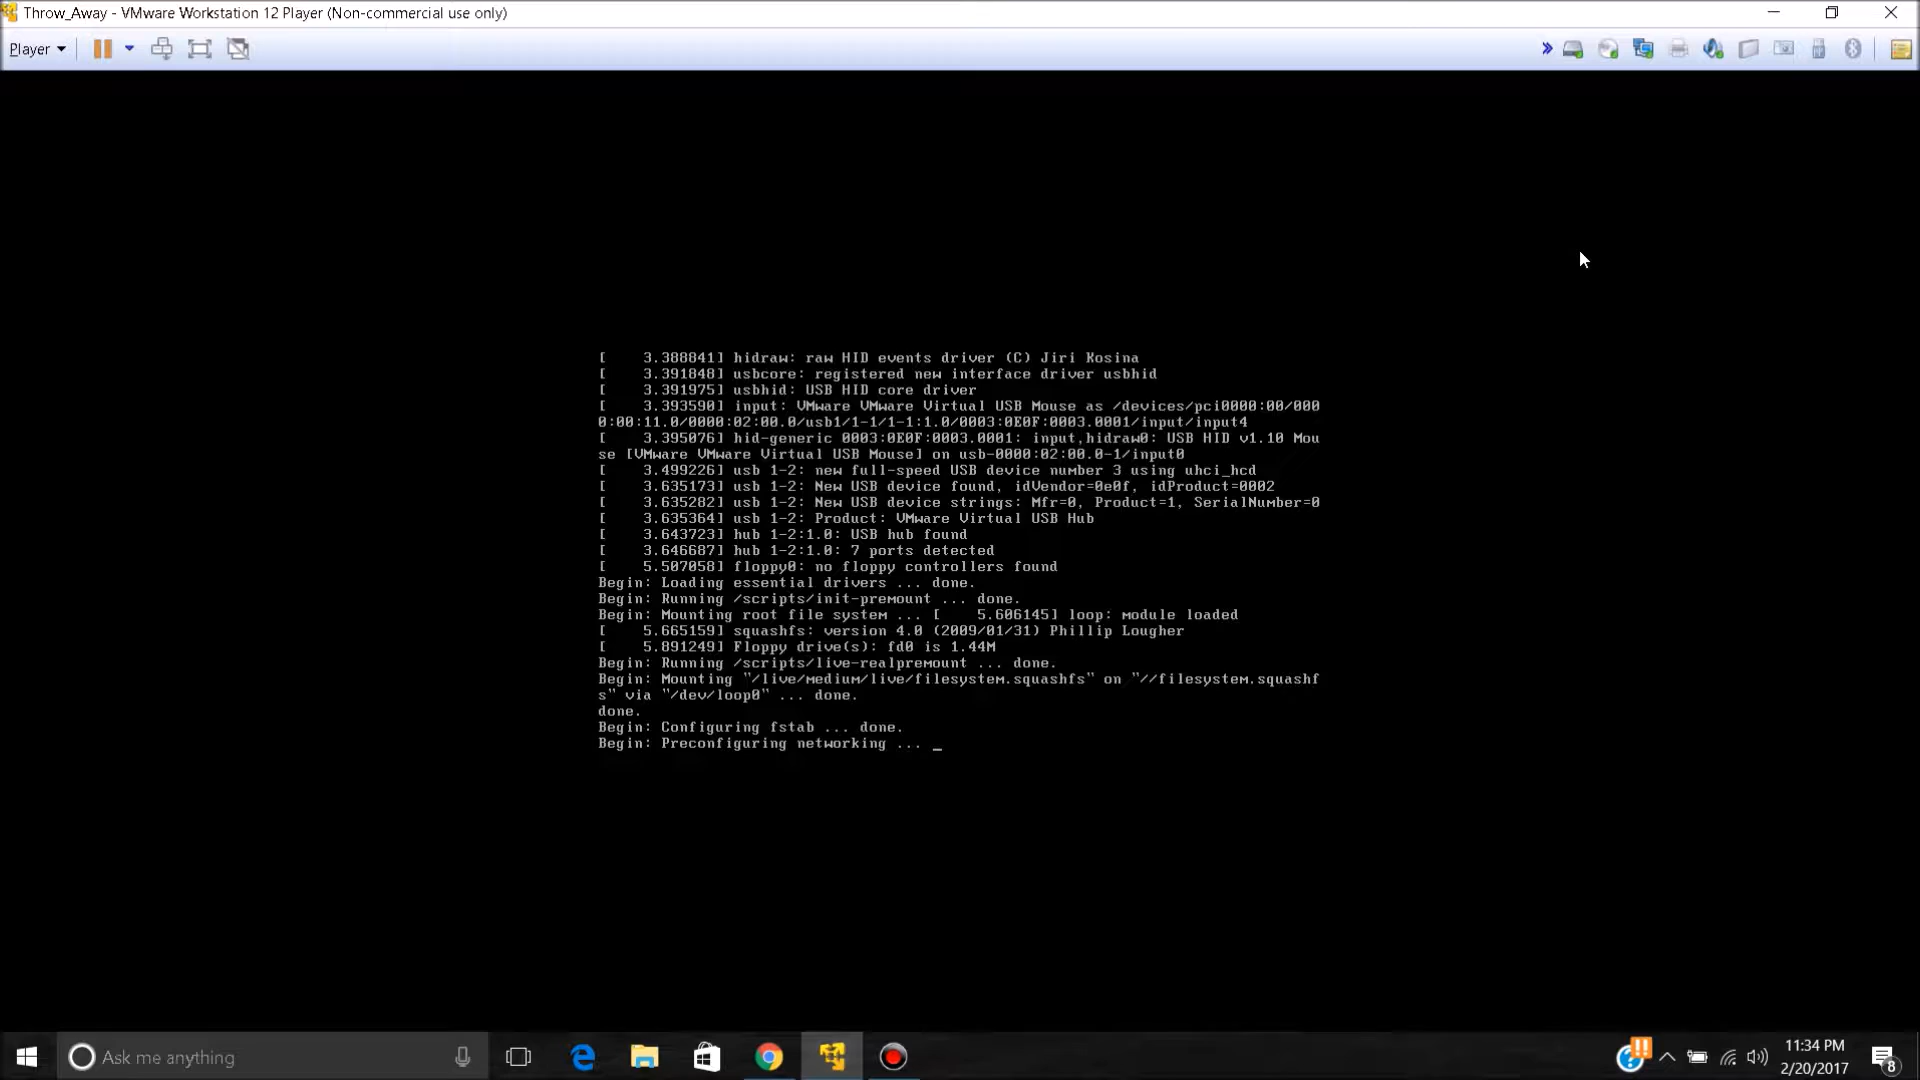 Throw_Away - VMware Workstation 12 Player (Non-commercial use only)
Player
[    3.388841] hidraw: raw HID events driver (C) Jiri Kosina
[    3.391848] usbcore: registered new interface driver usbhid
[    3.391975] usbhid: USB HID core driver
[    3.393590] input: VMware VMware Virtual USB Mouse as /devices/pci0000:00/000
0:00:11.0/0000:02:00.0/usb1/1-1/1-1:1.0/0003:0E0F:0003.0001/input/input4
[    3.395076] hid-generic 0003:0E0F:0003.0001: input,hidraw0: USB HID v1.10 Mou
se [VMware VMware Virtual USB Mouse] on usb-0000:02:00.0-1/input0
[    3.499226] usb 1-2: new full-speed USB device number 3 using uhci_hcd
[    3.635173] usb 1-2: New USB device found, idVendor=0e0f, idProduct=0002
[    3.635282] usb 1-2: New USB device strings: Mfr=0, Product=1, SerialNumber=0
[    3.635364] usb 1-2: Product: VMware Virtual USB Hub
[    3.643723] hub 1-2:1.0: USB hub found
[    3.646687] hub 1-2:1.0: 7 ports detected
[    5.507058] floppy0: no floppy controllers found
Begin: Loading essential drivers ... done.
Begin: Running /scripts/init-premount ... done.
Begin: Mounting root file system ... [    5.606145] loop: module loaded
[    5.665159] squashfs: version 4.0 (2009/01/31) Phillip Lougher
[    5.891249] Floppy drive(s): fd0 is 1.44M
Begin: Running /scripts/live-realpremount ... done.
Begin: Mounting "/live/medium/live/filesystem.squashfs" on "//filesystem.squashf
s" via "/dev/loop0" ... done.
done.
Begin: Configuring fstab ... done.
Begin: Preconfiguring networking ... _
Ask me anything
11:34 PM
2/20/2017
8